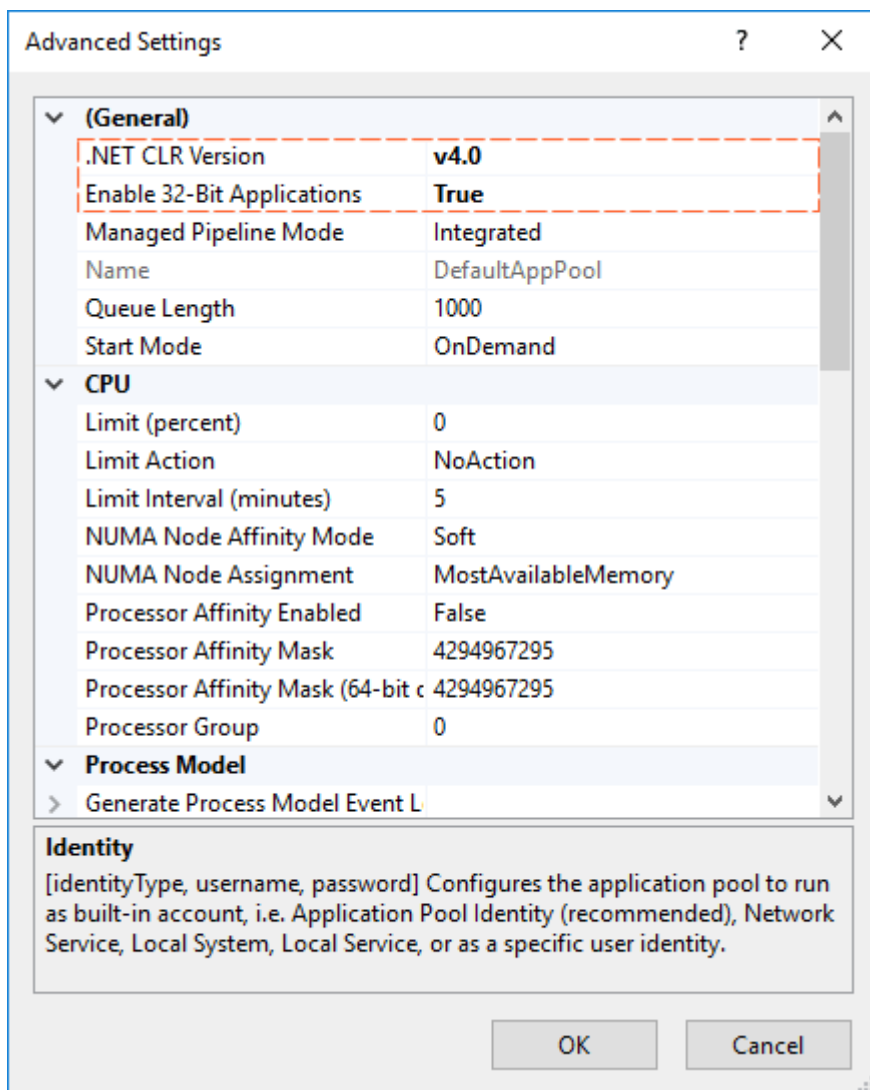 Advanced Settings ? ×
(General)
.NET CLR Version v4.0
Enable 32-Bit Applications True
Managed Pipeline Mode Integrated
Name DefaultAppPool
Queue Length 1000
Start Mode OnDemand
CPU
Limit (percent) 0
Limit Action NoAction
Limit Interval (minutes) 5
NUMA Node Affinity Mode Soft
NUMA Node Assignment MostAvailableMemory
Processor Affinity Enabled False
Processor Affinity Mask 4294967295
Processor Affinity Mask (64-bit c 4294967295
Processor Group 0
Process Model
Generate Process Model Event L
Identity
[identityType, username, password] Configures the application pool to run
as built-in account, i.e. Application Pool Identity (recommended), Network
Service, Local System, Local Service, or as a specific user identity.
OK Cancel